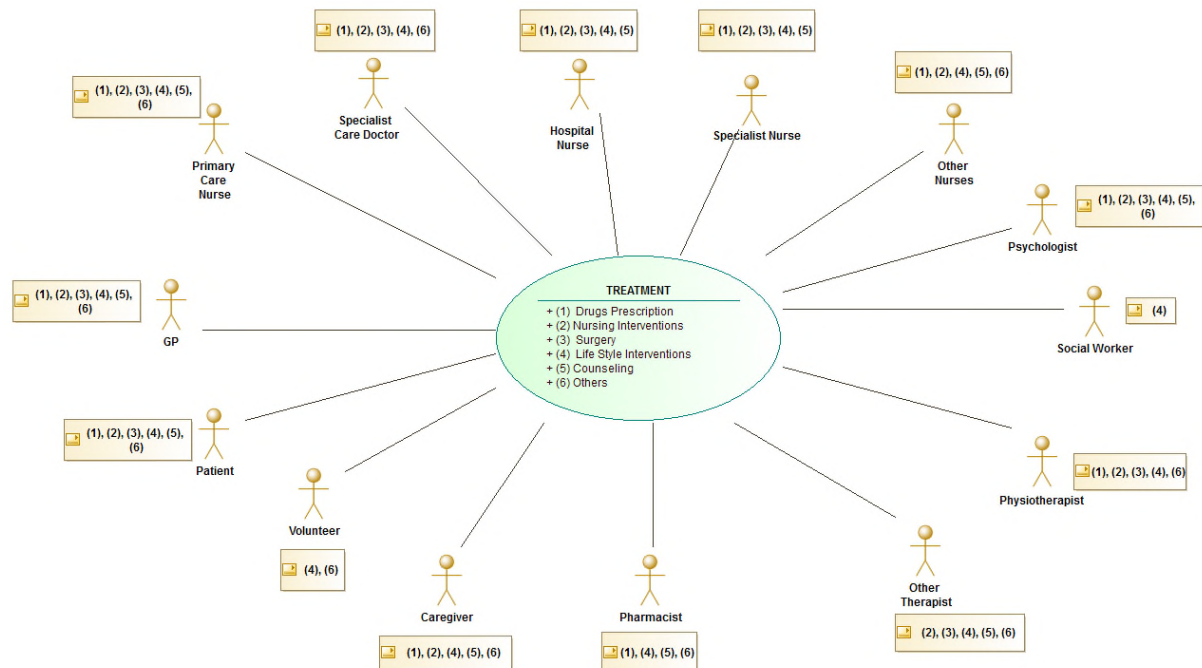 (1), (2), (3), (4), (6)
Specialist
Care Doctor
(1), (2), (3), (4), (5)
Hospital
Nurse
(1), (2), (3), (4), (5)
Specialist Nurse
(1), (2), (4), (5), (6)
Other
Nurses
(1), (2), (3), (4), (5),
(6)
Primary
Care
Nurse
(1), (2), (3), (4), (5),
(6)
Psychologist
(1), (2), (3), (4), (5),
(6)
GP
TREATMENT
+ (1) Drugs Prescription
+ (2) Nursing Interventions
+ (3) Surgery
+ (4) Life Style Interventions
+ (5) Counseling
+ (6) Others
(4)
Social Worker
(1), (2), (3), (4), (5),
(6)
Patient
(1), (2), (3), (4), (6)
Physiotherapist
Volunteer
(4), (6)
Caregiver
(1), (2), (4), (5), (6)
Pharmacist
(1), (4), (5), (6)
Other
Therapist
(2), (3), (4), (5), (6)